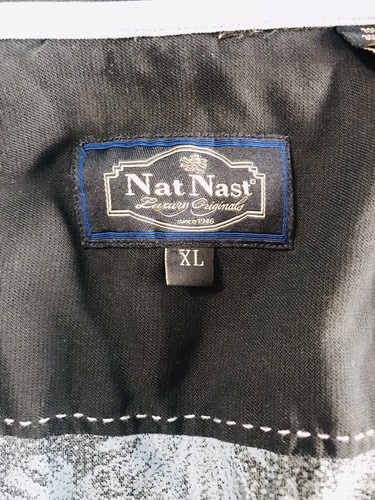 Nat Nast®
Luxury Originals
since 1946
XL